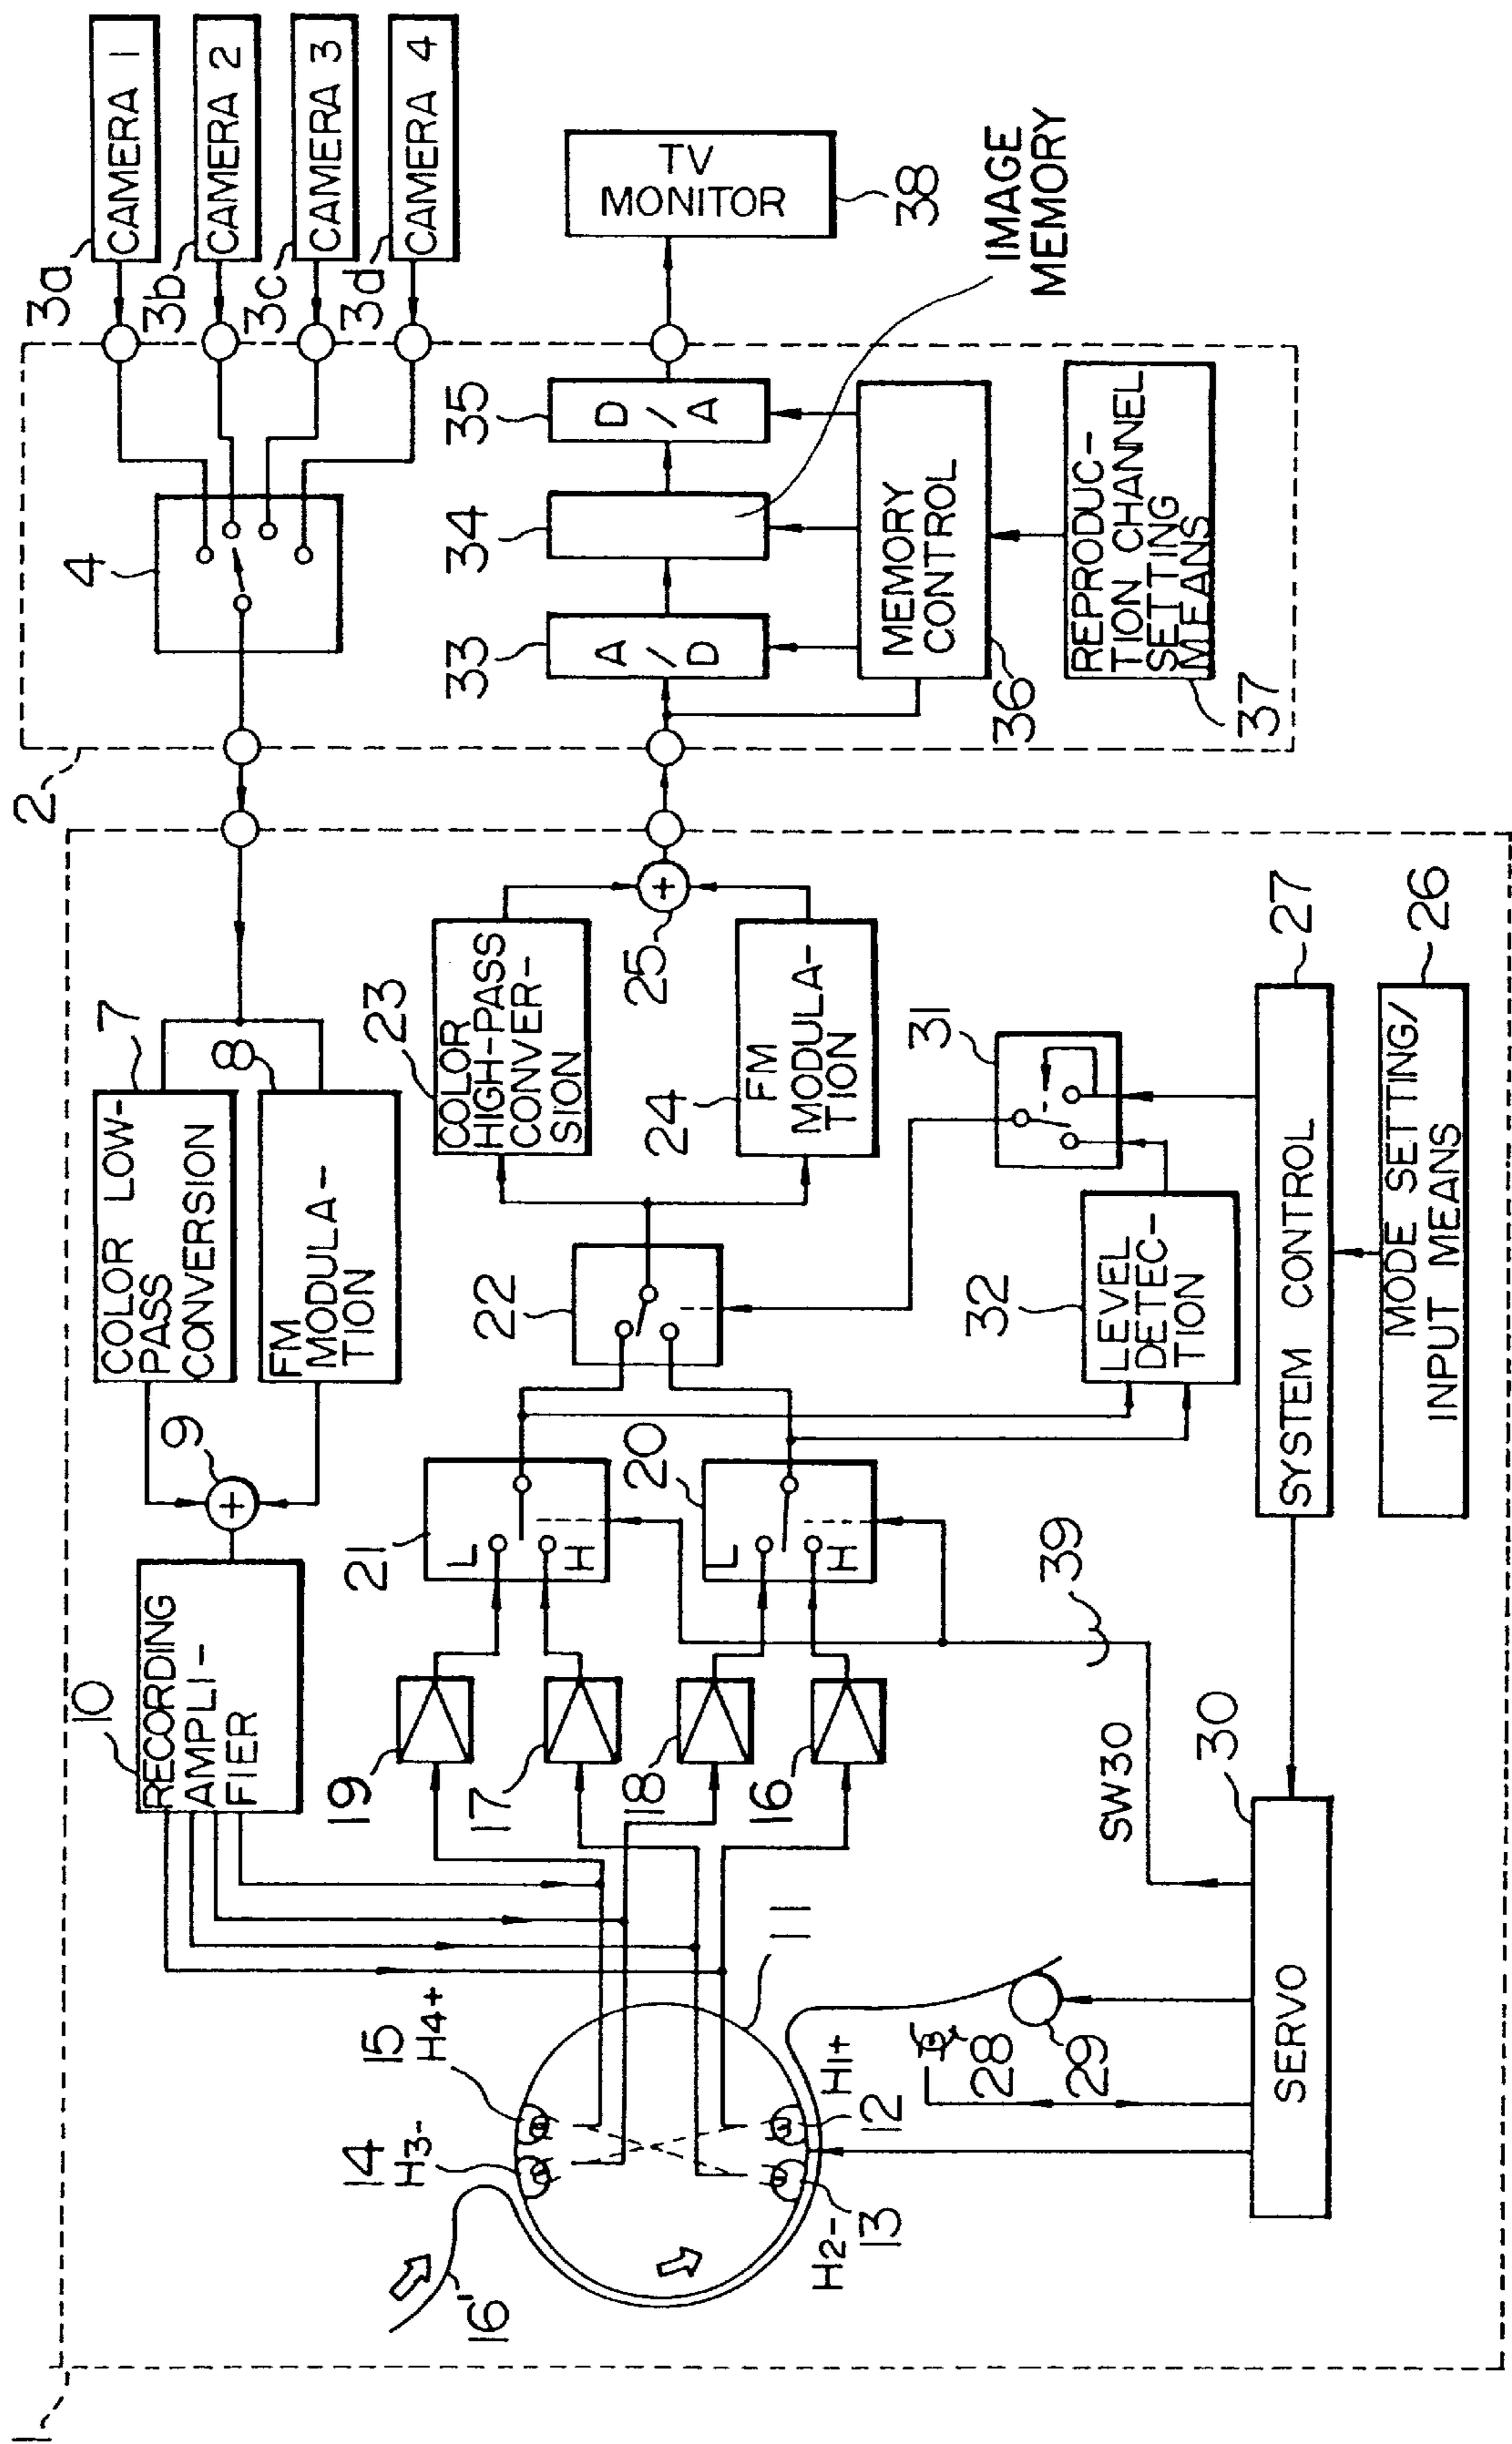 1
2
3a
CAMERA 1
3b
CAMERA 2
3c
CAMERA 3
3d
CAMERA 4
4
7
COLOR LOW-
PASS
CONVERSION
8
FM
MODULA-
TION
9
+
10
RECORDING
AMPLI-
FIER
TV
MONITOR
38
IMAGE
MEMORY
35
D
/
A
34
33
A
/
D
MEMORY
CONTROL
36
REPRODUC-
TION CHANNEL
SETTING
MEANS
37
25
+
23
COLOR
HIGH-PASS
CONVER-
SION
24
FM
MODULA-
TION
22
31
32
LEVEL
DETEC-
TION
27
SYSTEM CONTROL
26
MODE SETTING/
INPUT MEANS
21
L
H
20
L
H
19
17
18
16
39
SW30
30
SERVO
11
15
H4+
14
H3-
H1+
12
H2-
13
16'
28
29